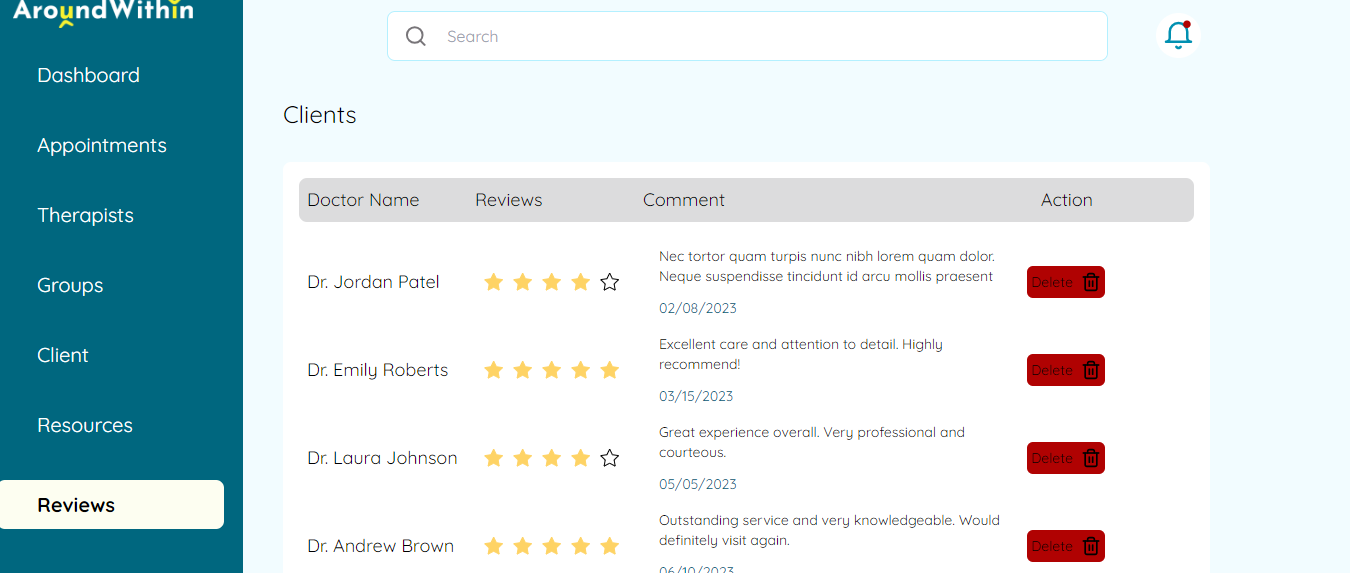 AroundWithin
Search
Dashboard
Appointments
Therapists
Groups
Client
Resources
Reviews
Clients
Doctor Name Reviews Comment Action
Dr. Jordan Patel
Nec tortor quam turpis nunc nibh lorem quam dolor.
Neque suspendisse tincidunt id arcu mollis praesent
02/08/2023
Delete
Dr. Emily Roberts
Excellent care and attention to detail. Highly
recommend!
03/15/2023
Delete
Dr. Laura Johnson
Great experience overall. Very professional and
courteous.
05/05/2023
Delete
Dr. Andrew Brown
Outstanding service and very knowledgeable. Would
definitely visit again.
06/10/2023
Delete